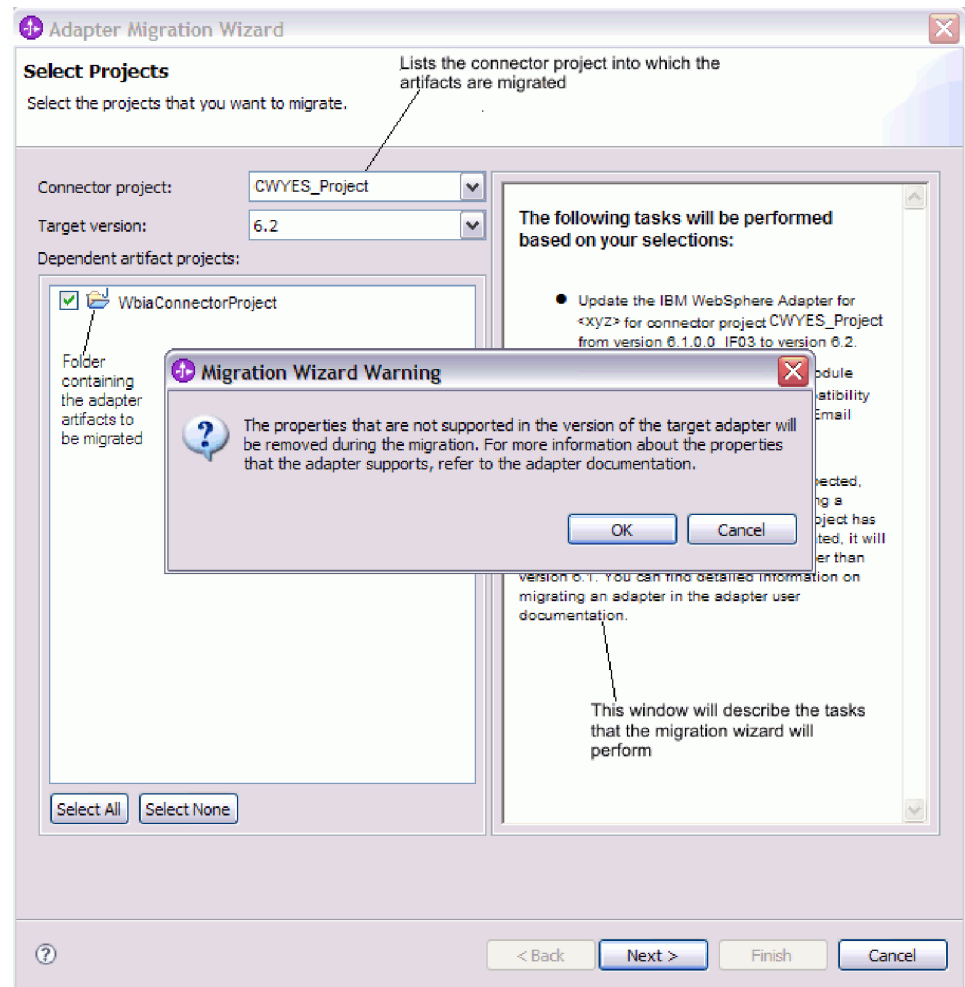 Adapter Migration Wizard
Select Projects
Select the projects that you want to migrate.
Lists the connector project into which the
artifacts are migrated
Connector project:
CWYES_Project
Target version:
6.2
Dependent artifact projects:
WbiaConnectorProject
Folder
containing
the adapter
artifacts to
be migrated
The following tasks will be performed
based on your selections:
Update the IBM WebSphere Adapter for
<xyz> for connector project CWYES_Project
from version 6.1.0.0_IF03 to version 6.2.
Email
ng a
has
it will
than
version 6.1. You can find detailed information on
migrating an adapter in the adapter user
documentation.
This window will describe the tasks
that the migration wizard will
perform
Migration Wizard Warning
The properties that are not supported in the version of the target adapter will
be removed during the migration. For more information about the properties
that the adapter supports, refer to the adapter documentation.
OK
Cancel
Select All
Select None
?
< Back
Next >
Finish
Cancel